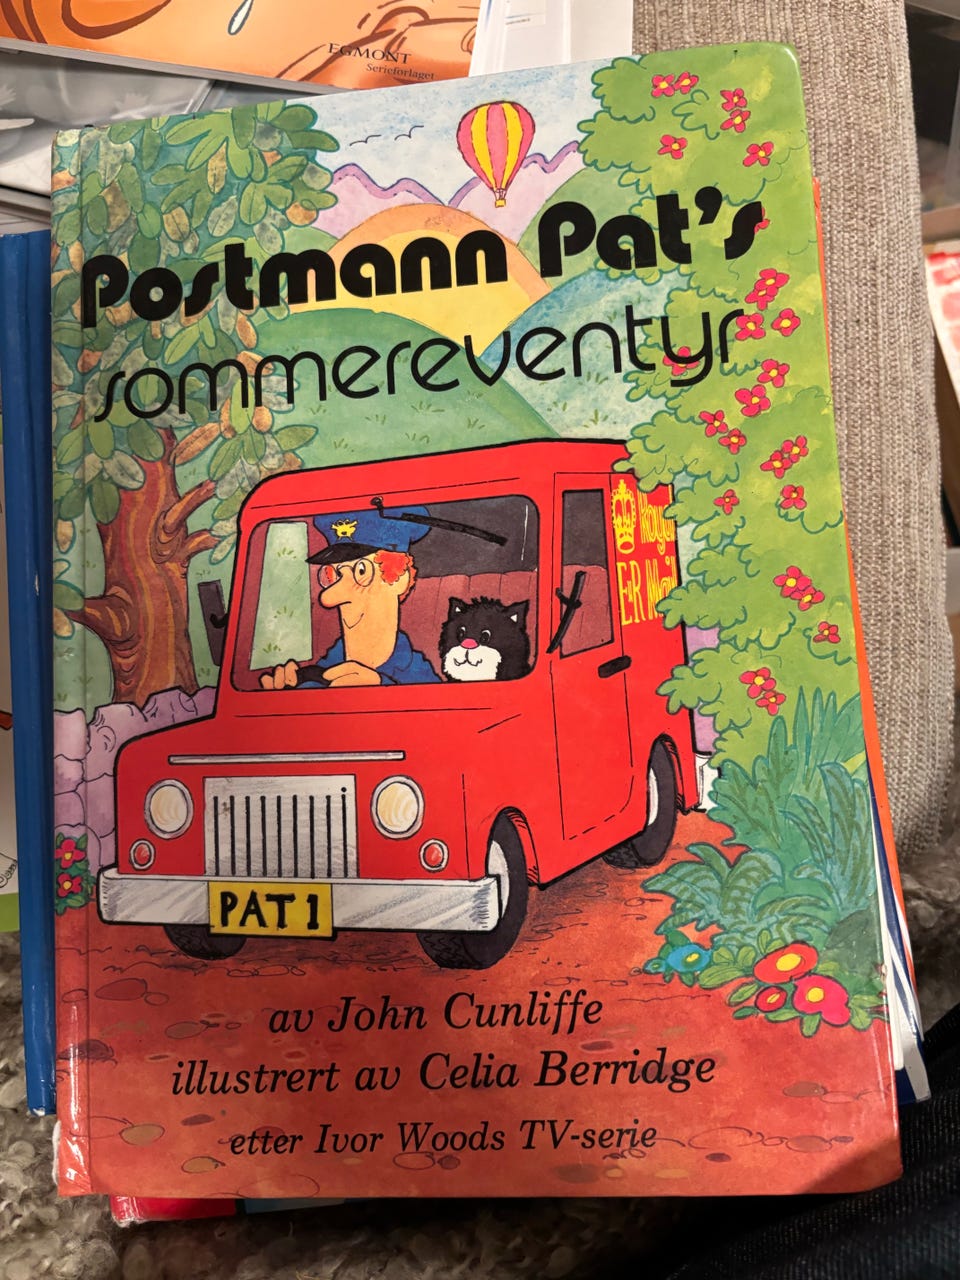 EGMONT
Serieforlaget
Postmann Pat's
sommereventyr
Royal
E R Mail
PAT 1
av John Cunliffe
illustrert av Celia Berridge
etter Ivor Woods TV-serie